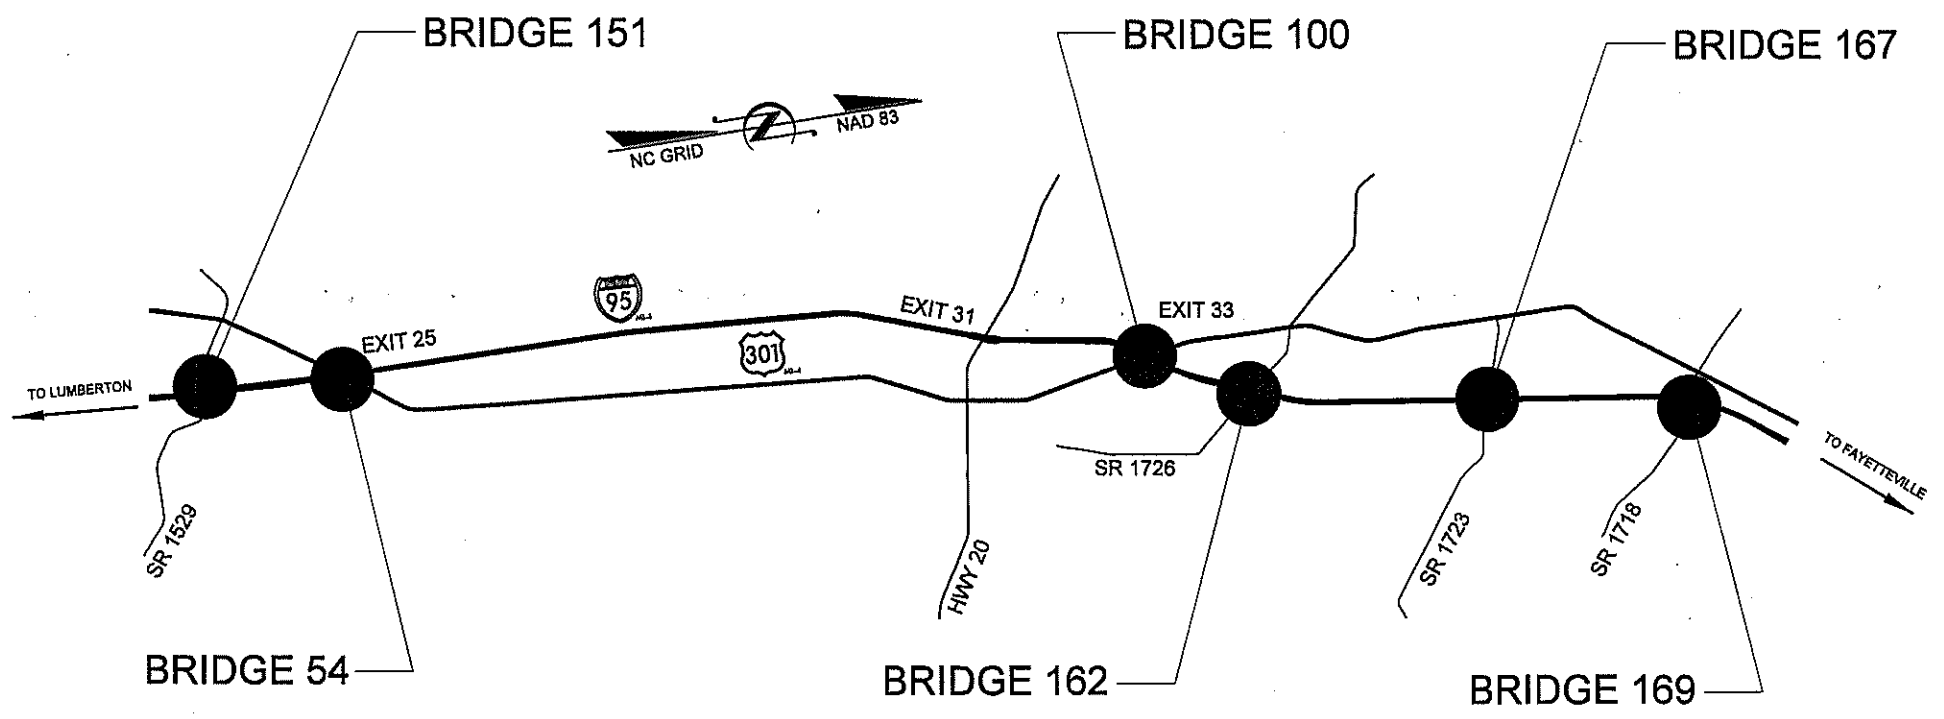 BRIDGE 151
BRIDGE 100
BRIDGE 167
NC GRID
NAD 83
95
EXIT 31
EXIT 33
EXIT 25
301
TO LUMBERTON
TO FAYETTEVILLE
SR 1726
SR 1529
HWY 20
SR 1723
SR 1718
BRIDGE 54
BRIDGE 162
BRIDGE 169